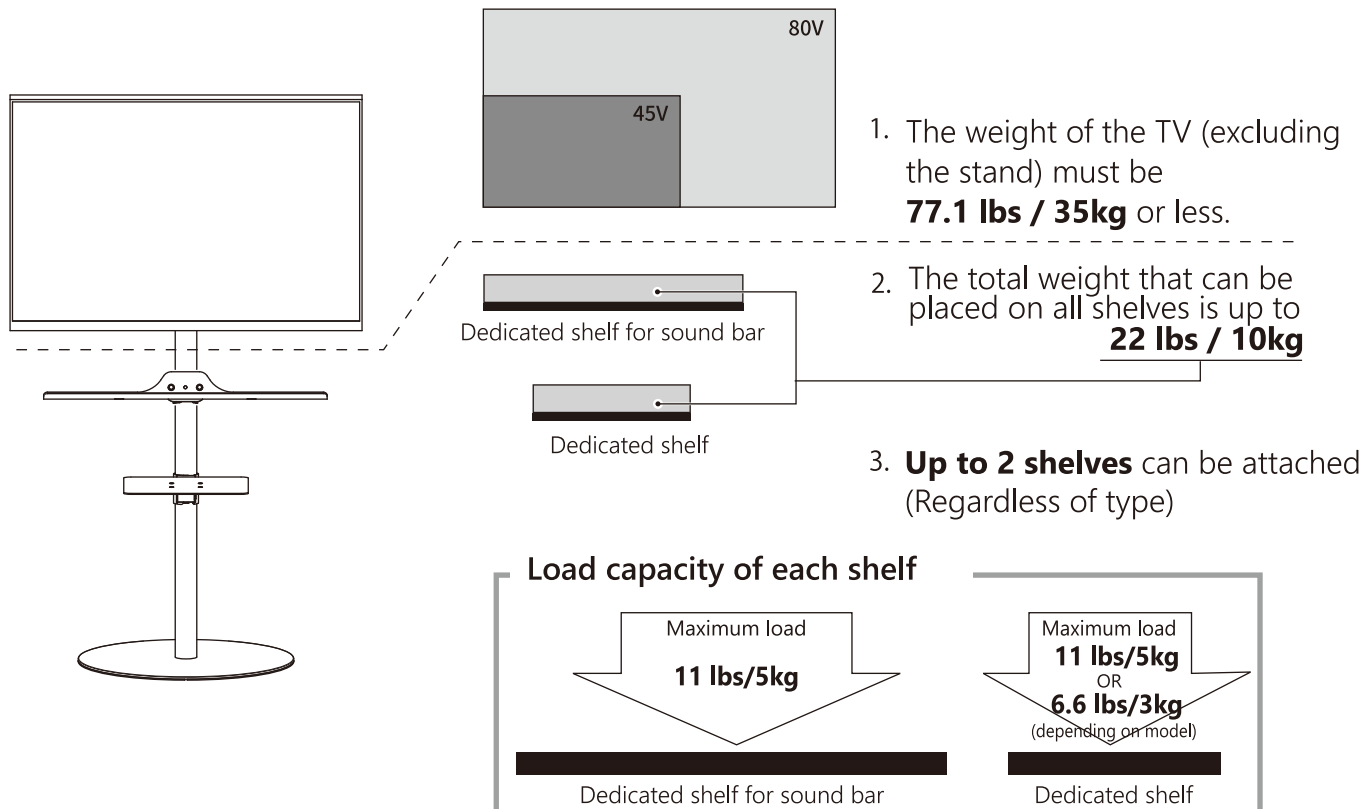 80V
45V
1. The weight of the TV (excluding
the stand) must be
77.1 lbs / 35kg or less.
2. The total weight that can be
placed on all shelves is up to
22 lbs / 10kg
Dedicated shelf for sound bar
Dedicated shelf
3. Up to 2 shelves can be attached
(Regardless of type)
Load capacity of each shelf
Maximum load
11 lbs/5kg
Dedicated shelf for sound bar
Maximum load
11 lbs/5kg
OR
6.6 lbs/3kg
(depending on model)
Dedicated shelf